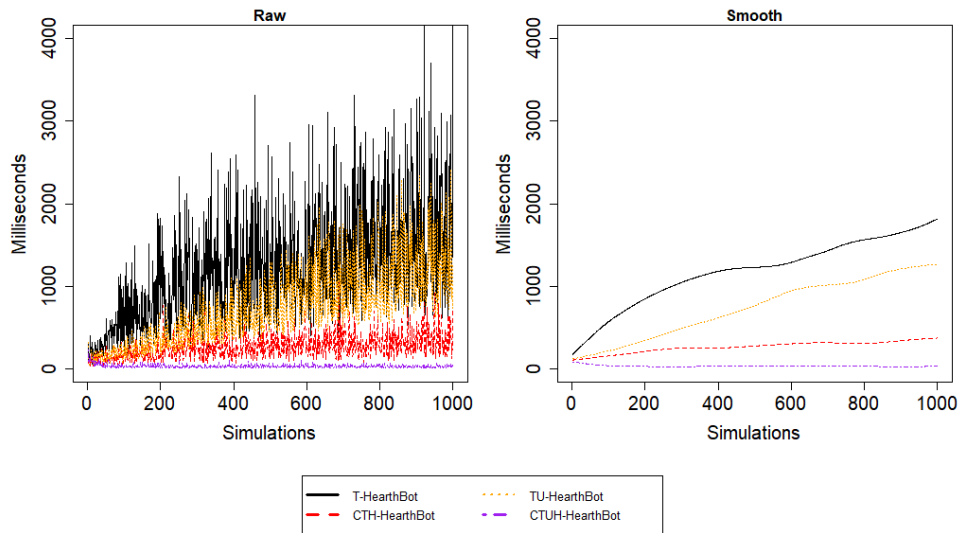 Raw
Smooth
Milliseconds
0
1000
2000
3000
4000
0
200
400
600
800
1000
Simulations
Milliseconds
0
1000
2000
3000
4000
0
200
400
600
800
1000
Simulations
T-HearthBot
TU-HearthBot
CTH-HearthBot
CTUH-HearthBot